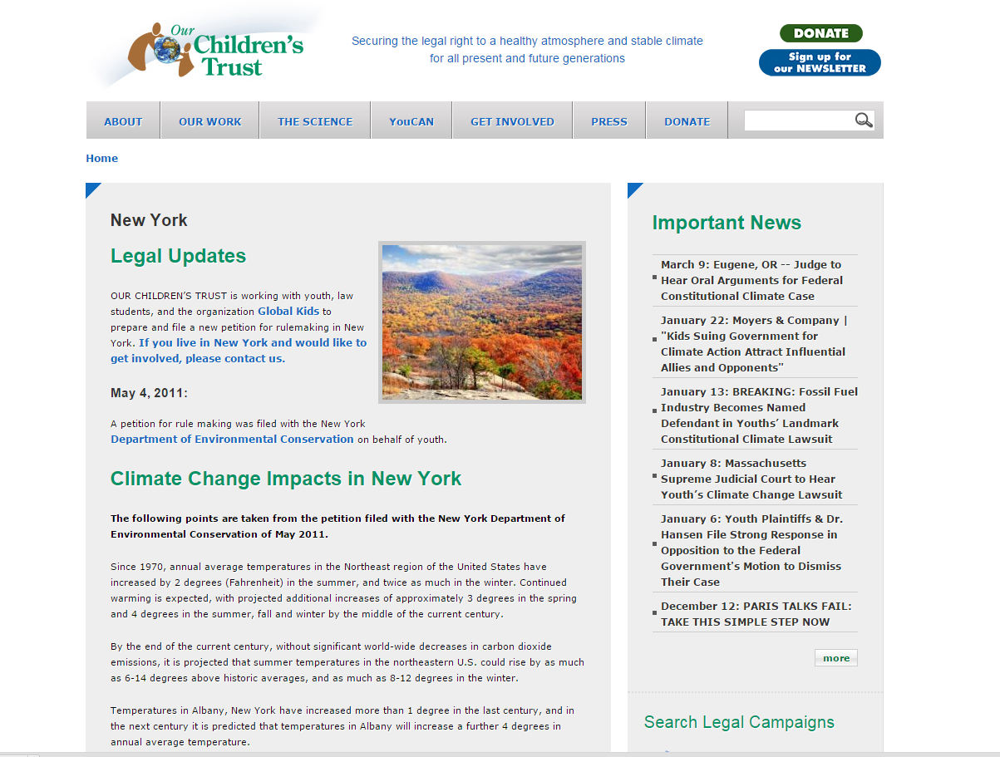 Our
Children's
Trust
Securing the legal right to a healthy atmosphere and stable climate
for all present and future generations
DONATE
Sign up for
our NEWSLETTER
ABOUT
OUR WORK
THE SCIENCE
YouCAN
GET INVOLVED
PRESS
DONATE
Home
New York
Legal Updates
OUR CHILDREN'S TRUST is working with youth, law
students, and the organization Global Kids to
prepare and file a new petition for rulemaking in New
York. If you live in New York and would like to
get involved, please contact us.
May 4, 2011:
A petition for rule making was filed with the New York
Department of Environmental Conservation on behalf of youth.
Climate Change Impacts in New York
The following points are taken from the petition filed with the New York Department of
Environmental Conservation of May 2011.
Since 1970, annual average temperatures in the Northeast region of the United States have
increased by 2 degrees (Fahrenheit) in the summer, and twice as much in the winter. Continued
warming is expected, with projected additional increases of approximately 3 degrees in the spring
and 4 degrees in the summer, fall and winter by the middle of the current century.
By the end of the current century, without significant world-wide decreases in carbon dioxide
emissions, it is projected that summer temperatures in the northeastern U.S. could rise by as much
as 6-14 degrees above historic averages, and as much as 8-12 degrees in the winter.
Temperatures in Albany, New York have increased more than 1 degree in the last century, and in
the next century it is predicted that temperatures in Albany will increase a further 4 degrees in
annual average temperature.
Important News
March 9: Eugene, OR -- Judge to
Hear Oral Arguments for Federal
Constitutional Climate Case
January 22: Moyers & Company |
"Kids Suing Government for
Climate Action Attract Influential
Allies and Opponents"
January 13: BREAKING: Fossil Fuel
Industry Becomes Named
Defendant in Youths' Landmark
Constitutional Climate Lawsuit
January 8: Massachusetts
Supreme Judicial Court to Hear
Youth's Climate Change Lawsuit
January 6: Youth Plaintiffs & Dr.
Hansen File Strong Response in
Opposition to the Federal
Government's Motion to Dismiss
Their Case
December 12: PARIS TALKS FAIL:
TAKE THIS SIMPLE STEP NOW
more
Search Legal Campaigns